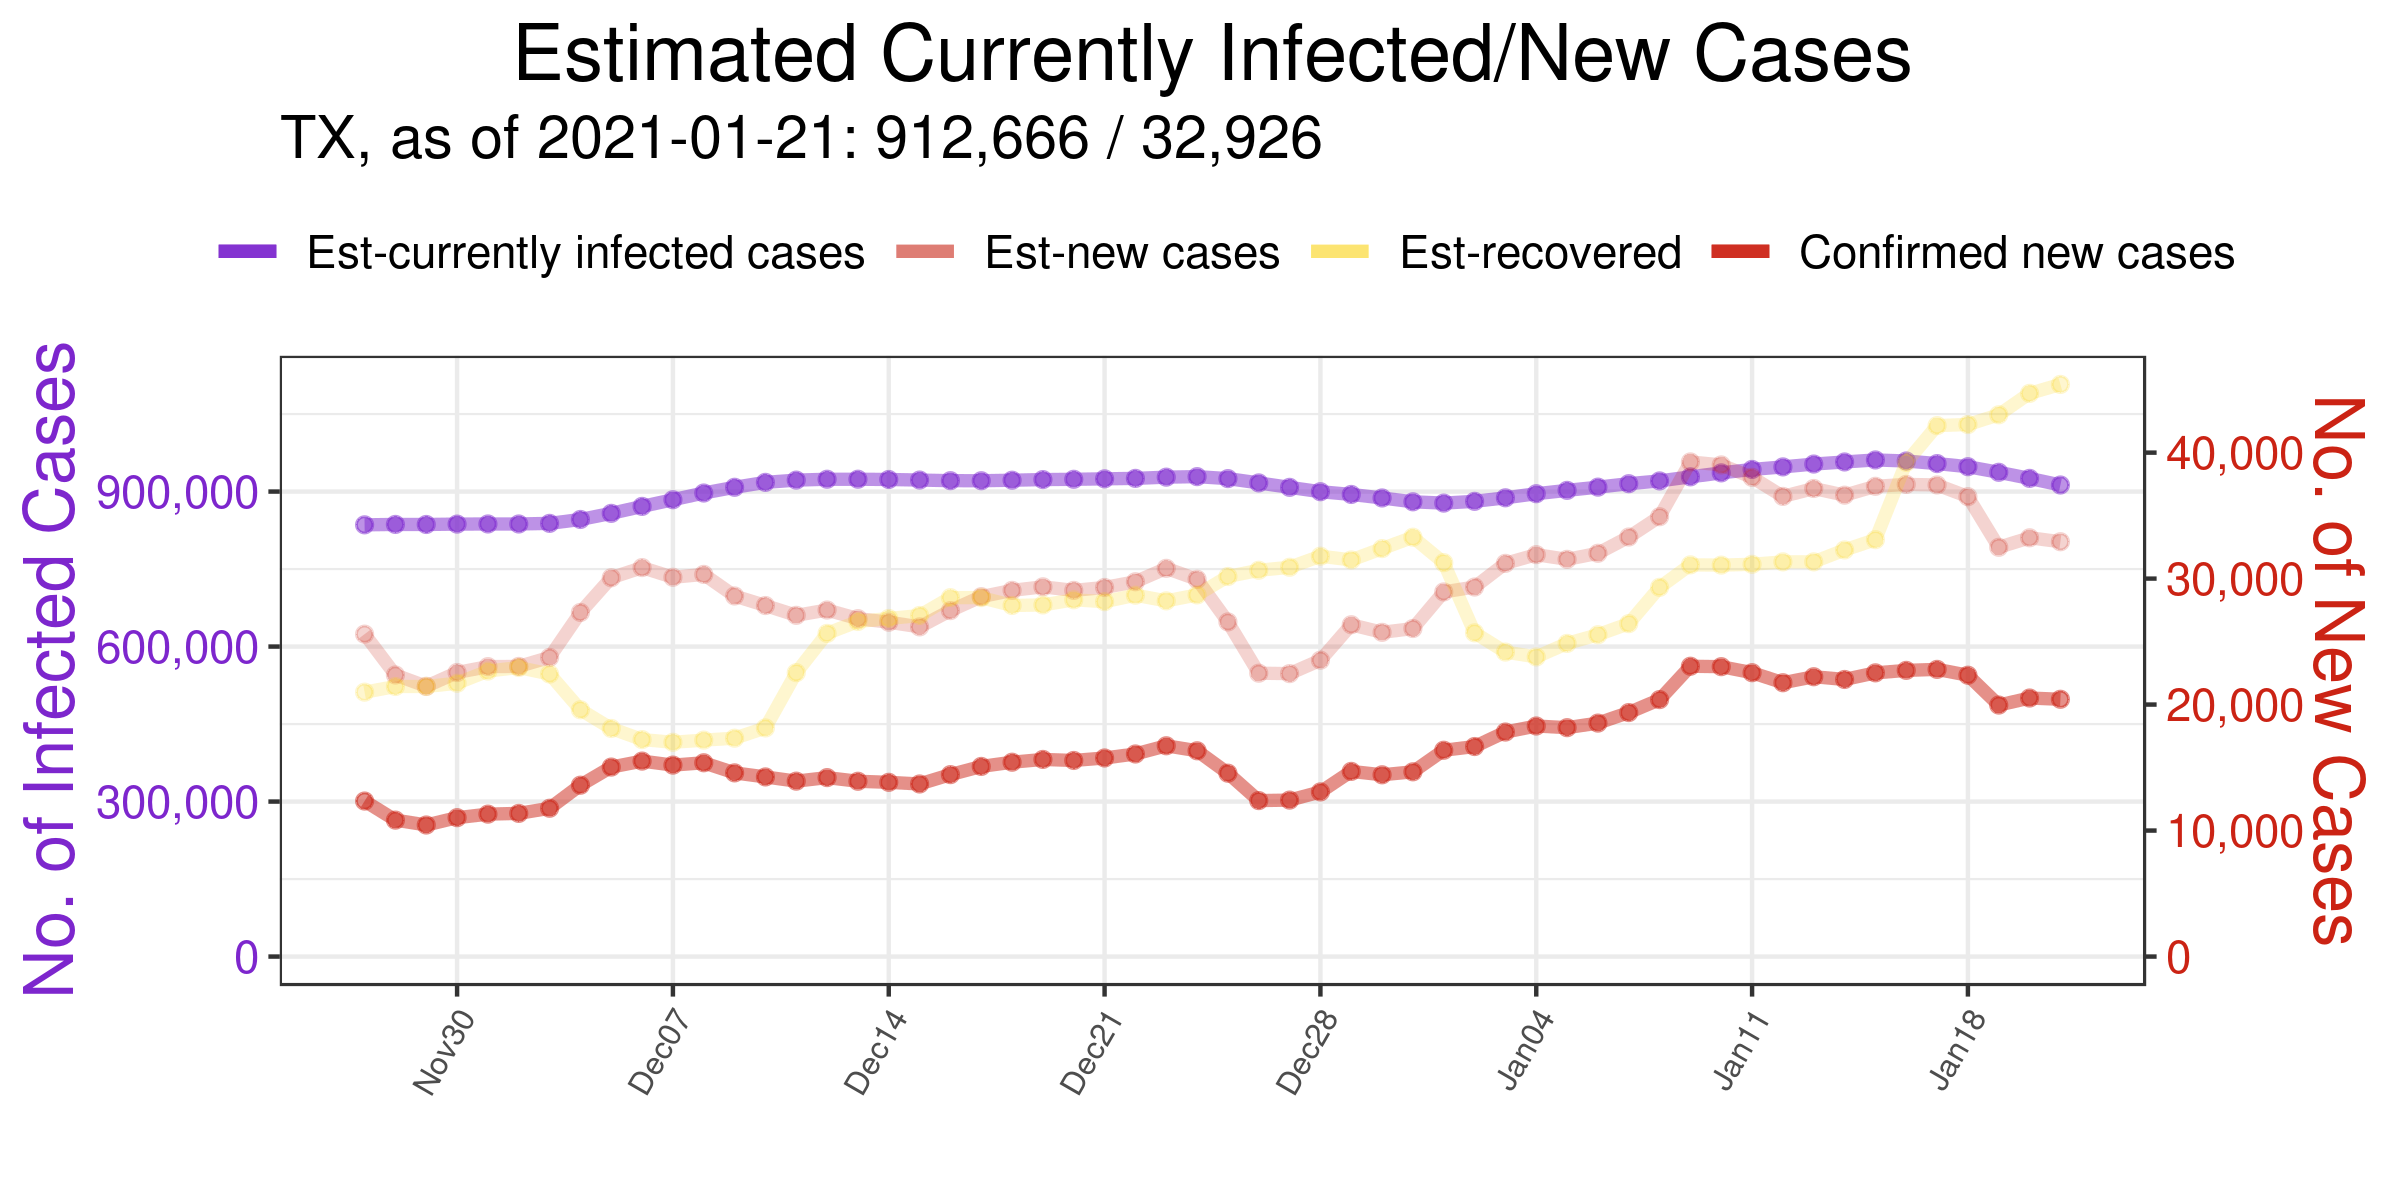 Estimated Currently Infected/New Cases
TX, as of 2021-01-21: 912,666 / 32,926
Est-currently infected cases Est-new cases Est-recovered Confirmed new cases
No. of Infected Cases
900,000
600,000
300,000
0
No. of New Cases
40,000
30,000
20,000
10,000
0
Nov30 Dec07 Dec14 Dec21 Dec28 Jan04 Jan11 Jan18